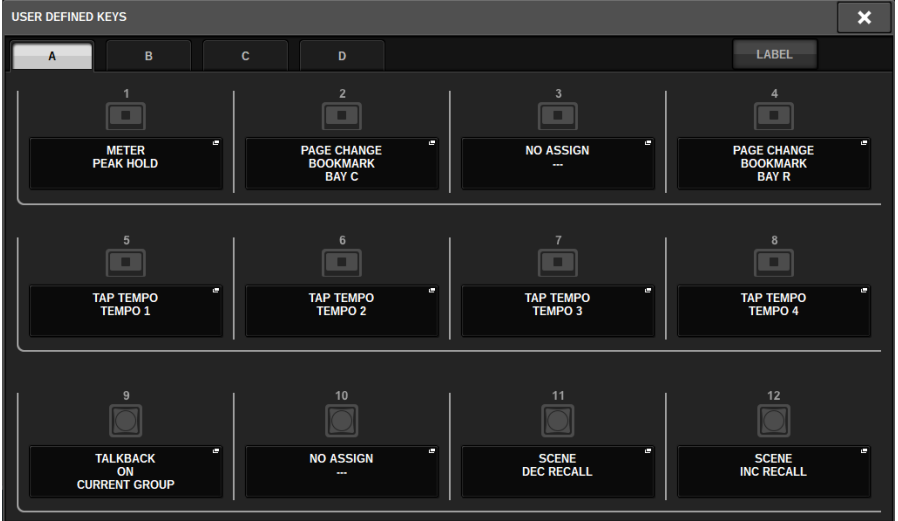 USER DEFINED KEYS
A B C D LABEL
1 2 3 4
METER
PEAK HOLD
PAGE CHANGE
BOOKMARK
BAY C
NO ASSIGN
---
PAGE CHANGE
BOOKMARK
BAY R
5 6 7 8
TAP TEMPO
TEMPO 1
TAP TEMPO
TEMPO 2
TAP TEMPO
TEMPO 3
TAP TEMPO
TEMPO 4
9 10 11 12
TALKBACK
ON
CURRENT GROUP
NO ASSIGN
---
SCENE
DEC RECALL
SCENE
INC RECALL